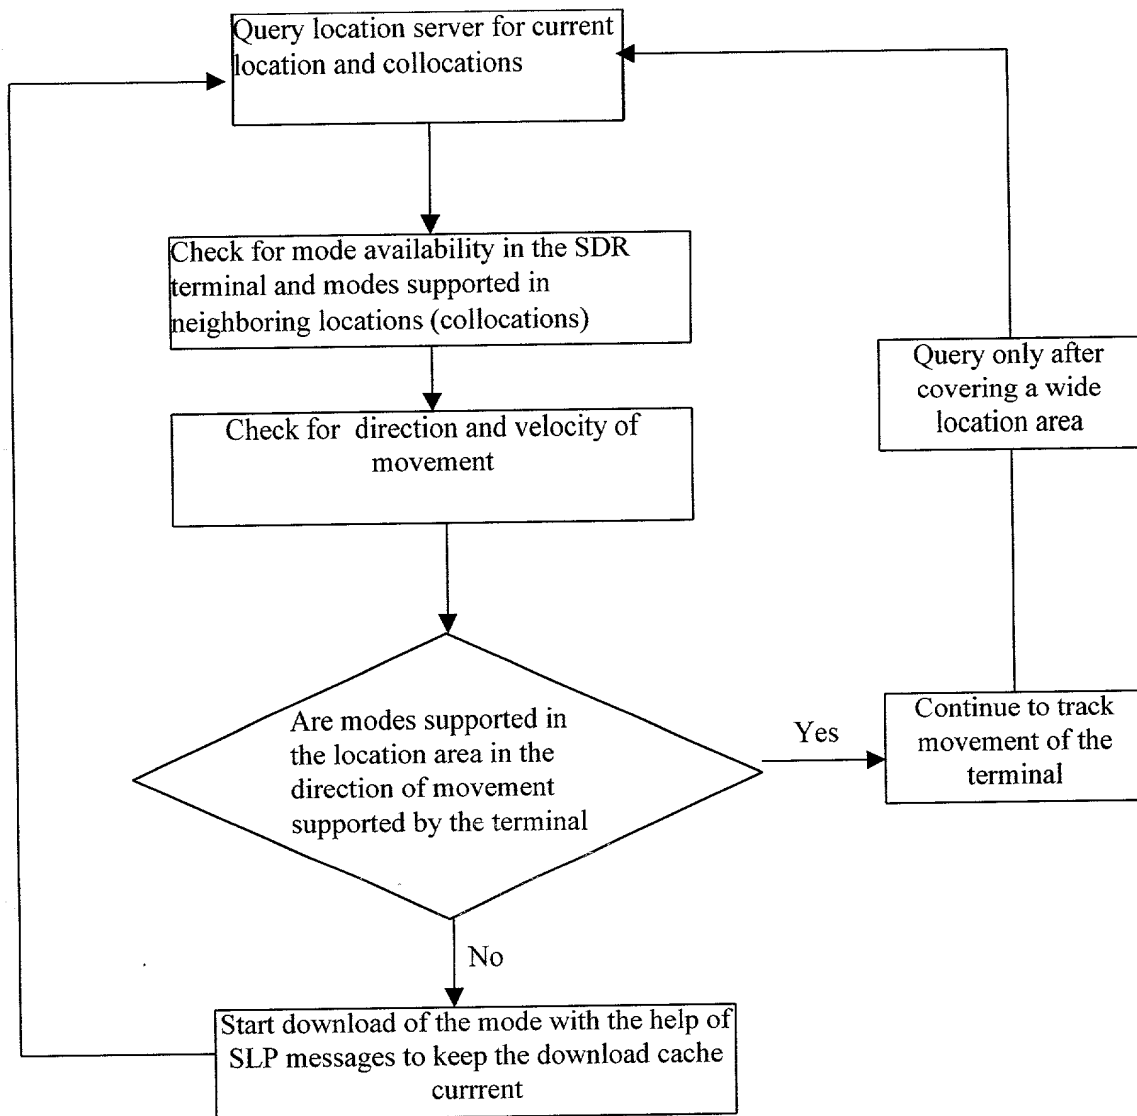 Query location server for current
location and collocations
Check for mode availability in the SDR
terminal and modes supported in
neighboring locations (collocations)
Check for direction and velocity of
movement
Query only after
covering a wide
location area
Are modes supported in
the location area in the
direction of movement
supported by the terminal
Yes
Continue to track
movement of the
terminal
No
Start download of the mode with the help of
SLP messages to keep the download cache
currrent